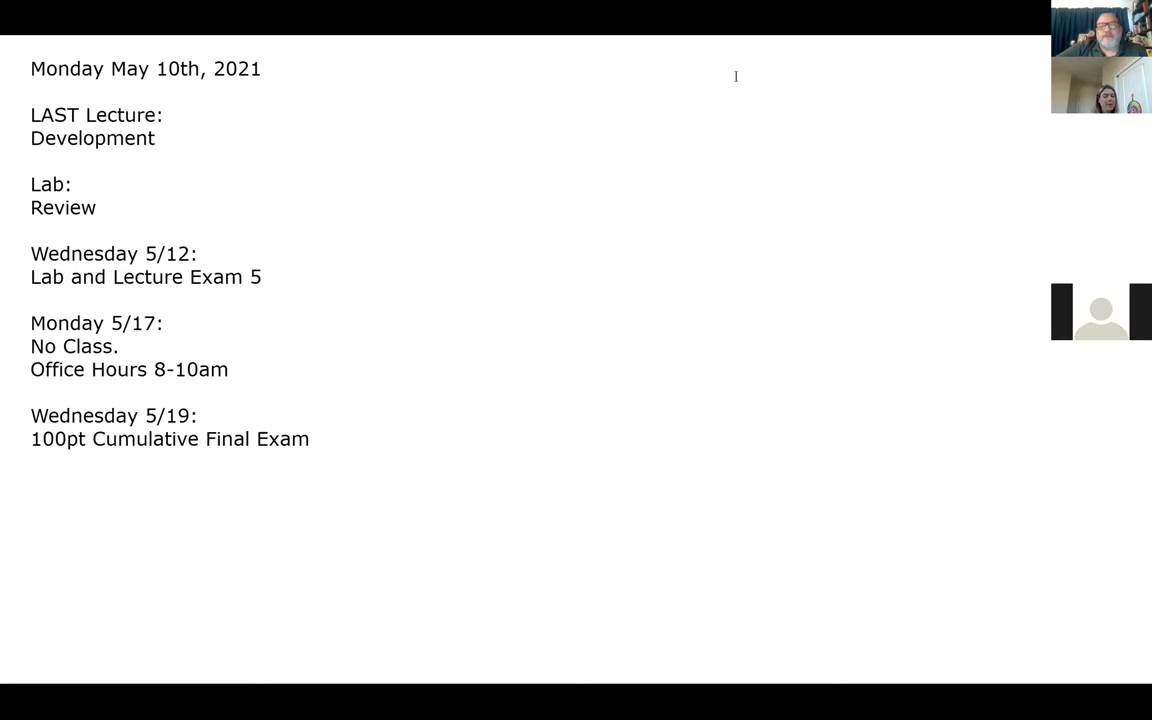 Monday May 10th, 2021
LAST Lecture:
Development
Lab:
Review
Wednesday 5/12:
Lab and Lecture Exam 5
Monday 5/17:
No Class.
Office Hours 8-10am
Wednesday 5/19:
100pt Cumulative Final Exam